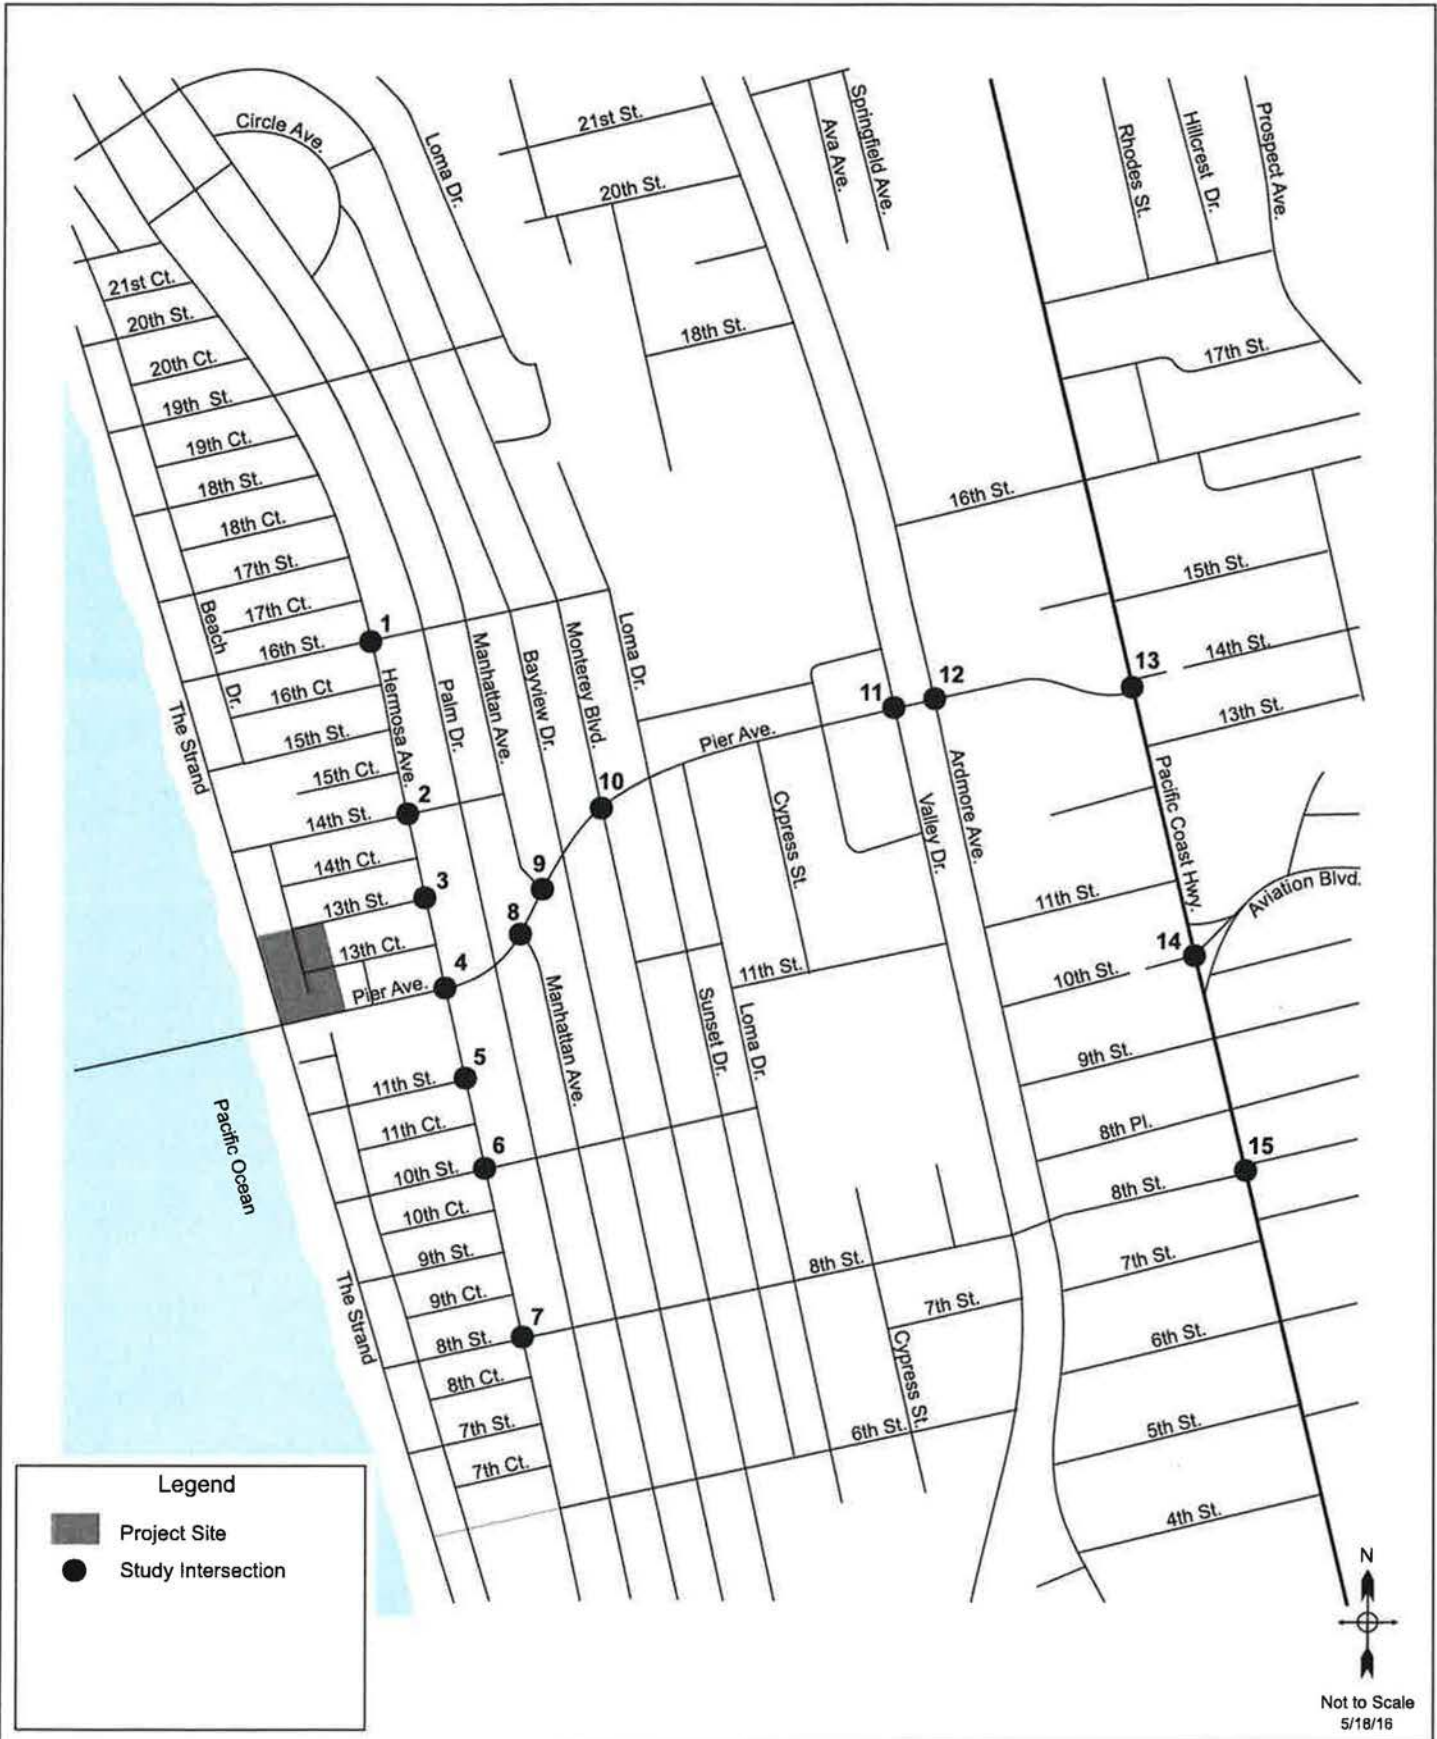 Circle Ave.
Loma Dr.
21st St.
20th St.
18th St.
Ava Ave.
Springfield Ave.
Rhodes St.
Hillcrest Dr.
Prospect Ave.
17th St.
16th St.
15th St.
14th St.
13th St.
21st Ct.
20th St.
20th Ct.
19th St.
19th Ct.
18th St.
18th Ct.
17th St.
17th Ct.
16th St.
16th Ct
15th St.
15th Ct.
14th St.
14th Ct.
13th St.
13th Ct.
Pier Ave.
Beach
Dr.
The Strand
Hermosa Ave.
Palm Dr.
Manhattan Ave.
Bayview Dr.
Monterey Blvd.
Loma Dr.
1
2
3
4
5
6
7
8
9
10
11
12
13
14
15
Pier Ave.
Cypress St.
Valley Dr.
Ardmore Ave.
Pacific Coast Hwy.
Aviation Blvd.
11th St.
10th St.
9th St.
8th Pl.
8th St.
7th St.
6th St.
5th St.
4th St.
11th St.
Sunset Dr.
Loma Dr.
Manhattan Ave.
11th St.
11th Ct.
10th St.
10th Ct.
9th St.
9th Ct.
8th St.
8th Ct.
7th St.
7th Ct.
8th St.
7th St.
Cypress St.
6th St.
The Strand
Pacific Ocean
Legend
Project Site
Study Intersection
N
Not to Scale
5/18/16